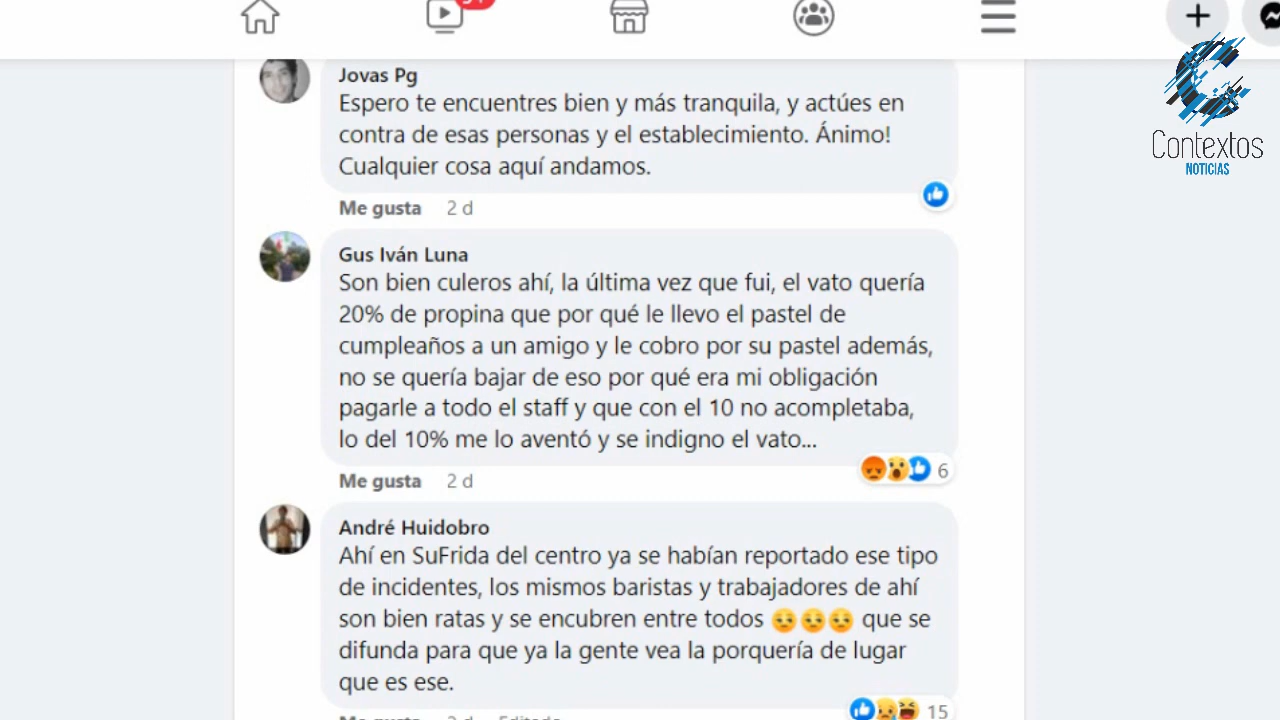 Jovas Pg
Espero te encuentres bien y más tranquila, y actúes en
contra de esas personas y el establecimiento. Ánimo!
Cualquier cosa aquí andamos.
Me gusta 2 d
Gus Iván Luna
Son bien culeros ahí, la última vez que fui, el vato quería
20% de propina que por qué le llevo el pastel de
cumpleaños a un amigo y le cobro por su pastel además,
no se quería bajar de eso por qué era mi obligación
pagarle a todo el staff y que con el 10 no acompletaba,
lo del 10% me lo aventó y se indigno el vato...
6
Me gusta 2 d
André Huidobro
Ahí en SuFrida del centro ya se habían reportado ese tipo
de incidentes, los mismos baristas y trabajadores de ahí
son bien ratas y se encubren entre todos 😒😒😒 que se
difunda para que ya la gente vea la porquería de lugar
que es ese.
15
Me gusta 2 d Editado
Contextos
NOTICIAS